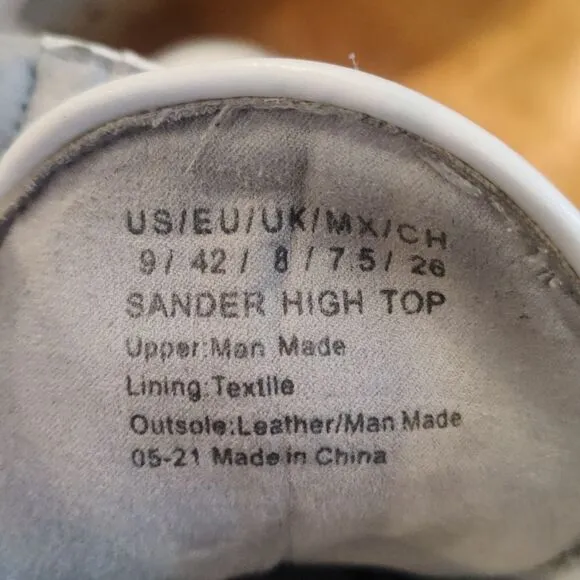 US/EU/UK/MX/CH
9/ 42 / 8 / 7.5 / 26
SANDER HIGH TOP
Upper:Man Made
Lining:Textile
Outsole:Leather/Man Made
05-21 Made in China